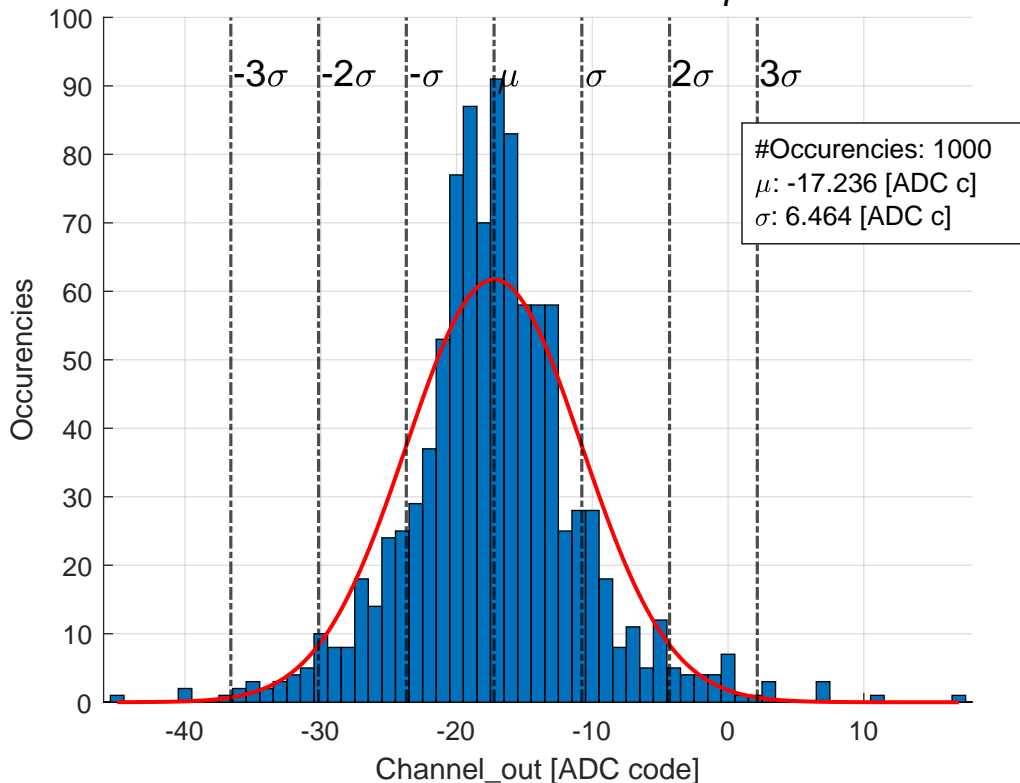 100
90
80
70
60
50
40
30
20
10
0
-3σ
-2σ
-σ
μ
σ
2σ
3σ
#Occurencies: 1000
μ: -17.236 [ADC c]
σ: 6.464 [ADC c]
Occurencies
-40
-30
-20
-10
0
10
Channel_out [ADC code]